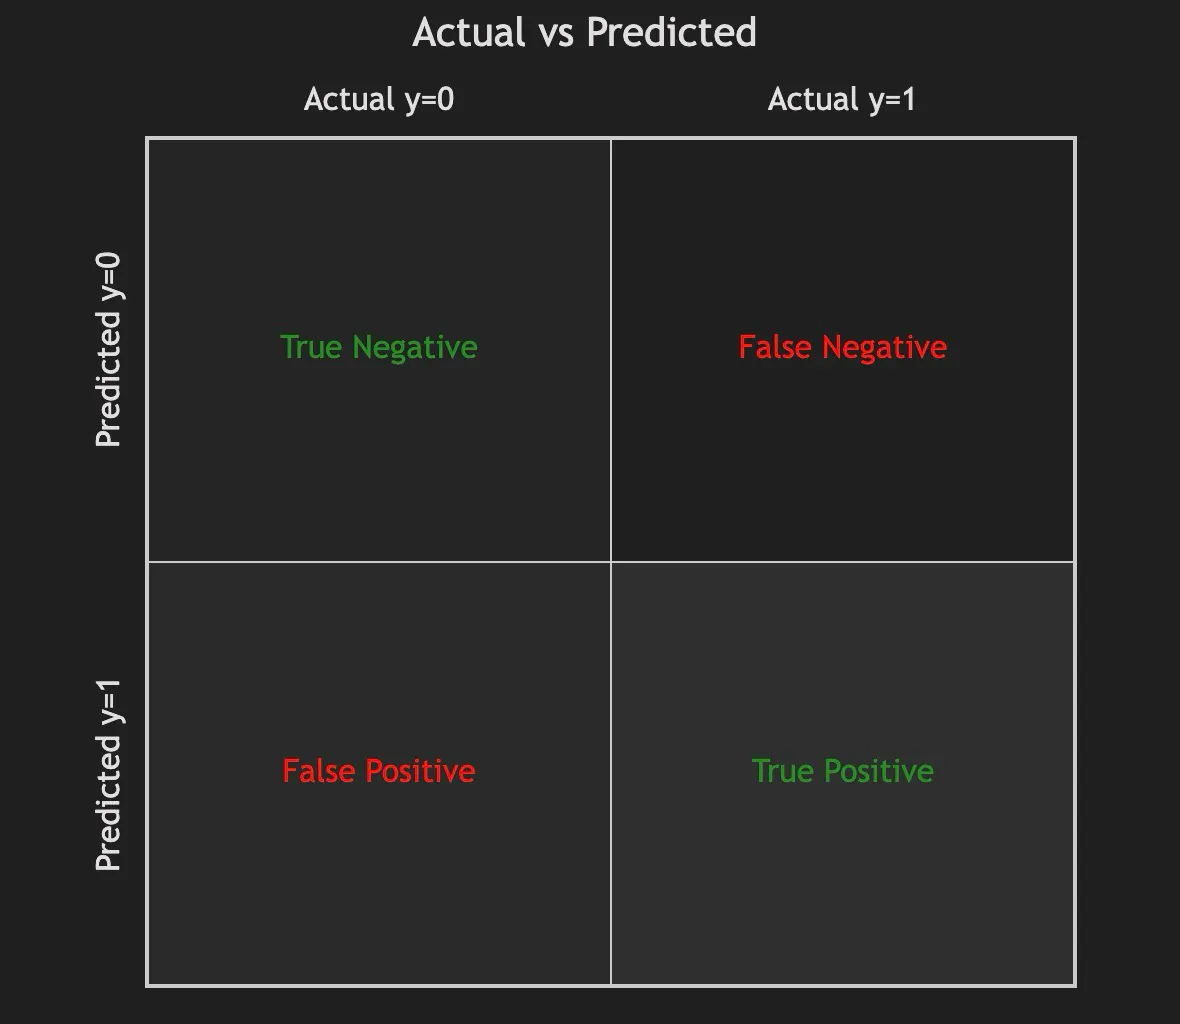 Actual vs Predicted
Actual y=0
Actual y=1
Predicted y=0
True Negative
False Negative
Predicted y=1
False Positive
True Positive